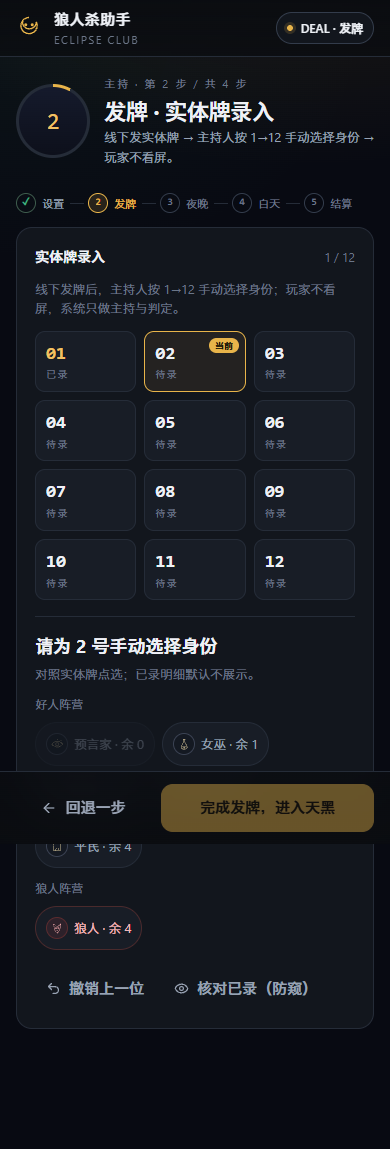 狼人杀助手
ECLIPSE CLUB
DEAL · 发牌
2
主持 · 第 2 步 / 共 4 步
发牌 · 实体牌录入
线下发实体牌 → 主持人按 1→12 手动选择身份 →
玩家不看屏。
✓ 设置 2 发牌 3 夜晚 4 白天 5 结算
实体牌录入 1 / 12
线下发牌后，主持人按 1→12 手动选择身份；玩家不看
屏，系统只做主持与判定。
01 02 当前 03
已录 待录 待录
04 05 06
待录 待录 待录
07 08 09
待录 待录 待录
10 11 12
待录 待录 待录
请为 2 号手动选择身份
对照实体牌点选；已录明细默认不展示。
好人阵营
预言家 · 余 0 女巫 · 余 1
回退一步 完成发牌，进入天黑
平民 · 余 4
狼人阵营
狼人 · 余 4
撤销上一位 核对已录（防窥）